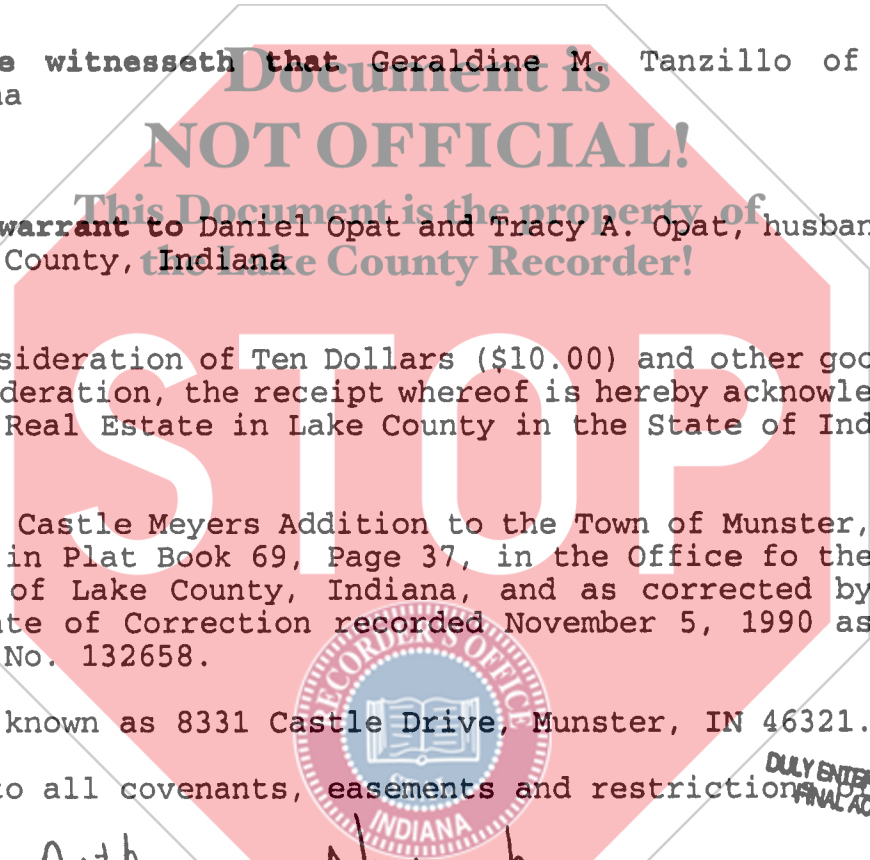 e witnesseth that Geraldine M. Tanzillo of
na
Document is
NOT OFFICIAL!
This Document is the property of
the Lake County Recorder!
warrant to Daniel Opat and Tracy A. Opat, husban
County, Indiana
STOP
sideration of Ten Dollars ($10.00) and other goo
deration, the receipt whereof is hereby acknowle
Real Estate in Lake County in the State of Ind
Castle Meyers Addition to the Town of Munster,
in Plat Book 69, Page 37, in the Office fo the
of Lake County, Indiana, and as corrected by
te of Correction recorded November 5, 1990 as
No. 132658.
RECORDER'S OFFICE
SEAL
INDIANA
known as 8331 Castle Drive, Munster, IN 46321.
to all covenants, easements and restrictions
DULY ENTE
FINAL AC